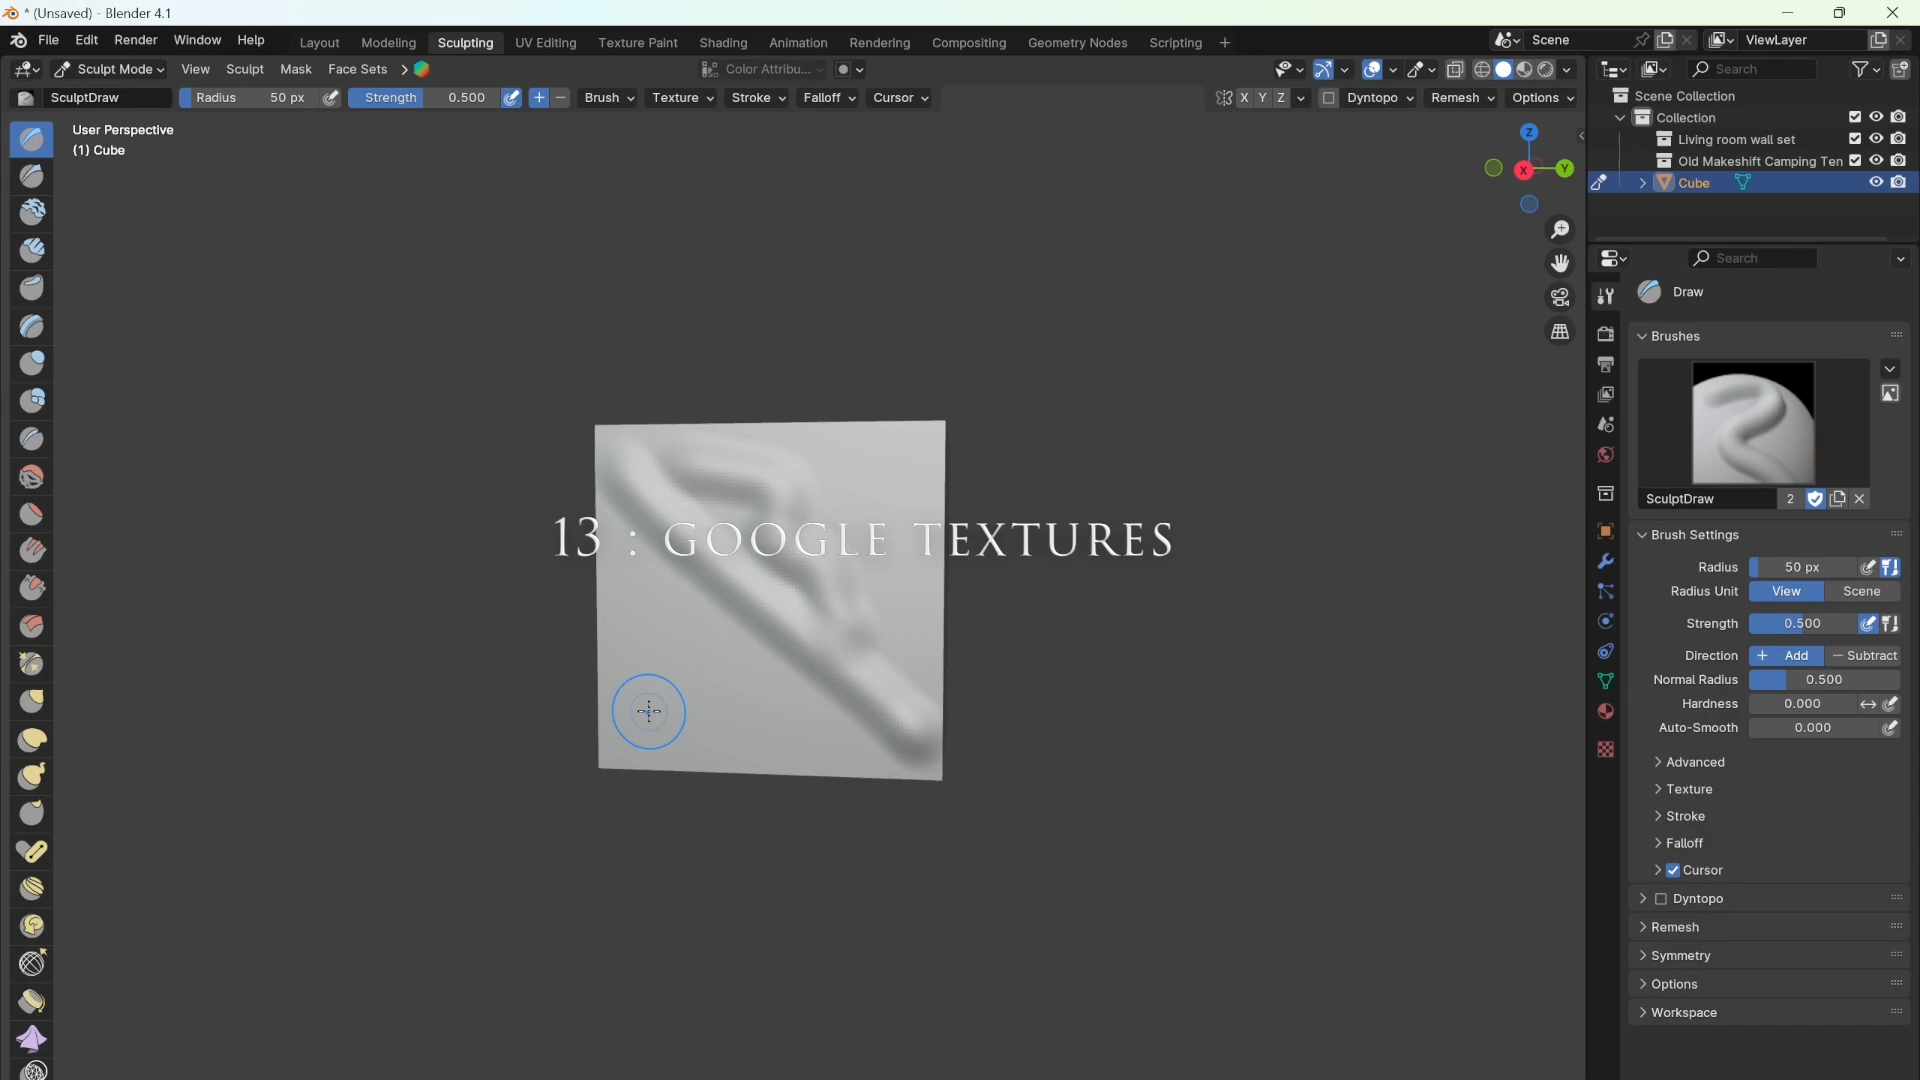 * (Unsaved) - Blender 4.1
File Edit Render Window Help Layout Modeling Sculpting UV Editing Texture Paint Shading Animation Rendering Compositing Geometry Nodes Scripting + Scene ViewLayer
Sculpt Mode View Sculpt Mask Face Sets Color Attribu... Search
SculptDraw Radius 50 px Strength 0.500 Brush Texture Stroke Falloff Cursor X Y Z Dyntopo Remesh Options
Scene Collection
Collection
Living room wall set
Old Makeshift Camping Ten
Cube
User Perspective
(1) Cube
Z
X Y
Search
Draw
Brushes
SculptDraw 2
Brush Settings
Radius 50 px
Radius Unit View Scene
Strength 0.500
Direction + Add − Subtract
Normal Radius 0.500
Hardness 0.000
Auto-Smooth 0.000
Advanced
Texture
Stroke
Falloff
Cursor
Dyntopo
Remesh
Symmetry
Options
Workspace
13 : GOOGLE TEXTURES